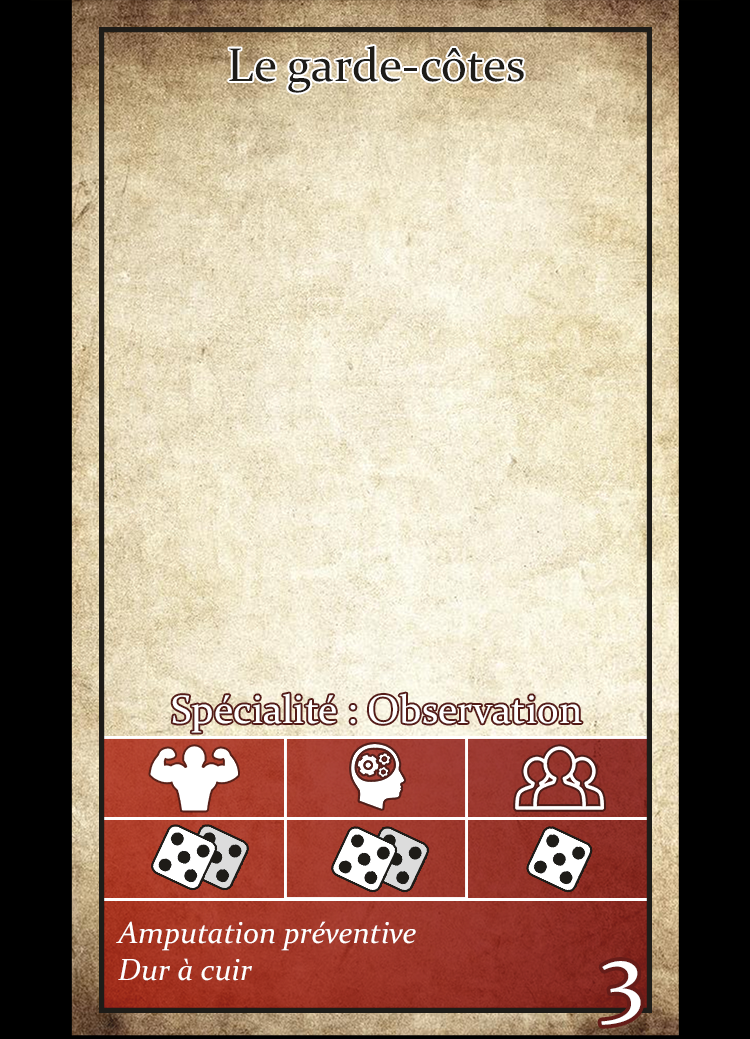 Le garde-côtes
Spécialité : Observation
Amputation préventive
Dur à cuir
3